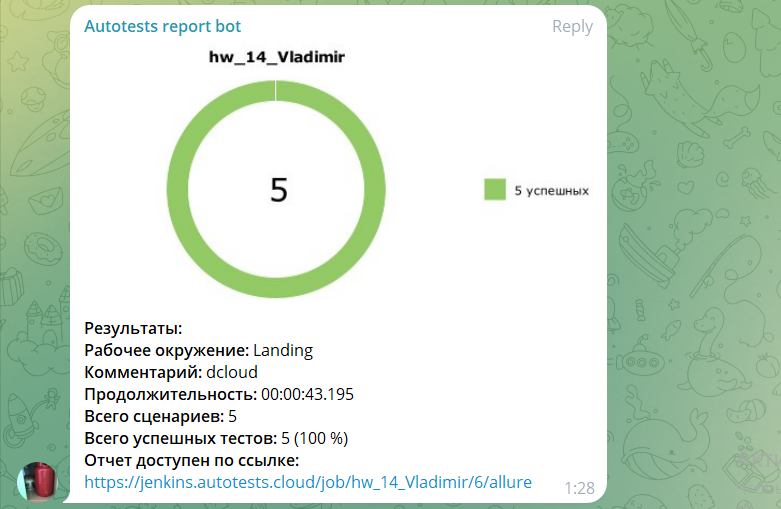 Autotests report bot
Reply
hw_14_Vladimir
5
5 успешных
Результаты:
Рабочее окружение: Landing
Комментарий: dcloud
Продолжительность: 00:00:43.195
Всего сценариев: 5
Всего успешных тестов: 5 (100 %)
Отчет доступен по ссылке:
https://jenkins.autotests.cloud/job/hw_14_Vladimir/6/allure
1:28